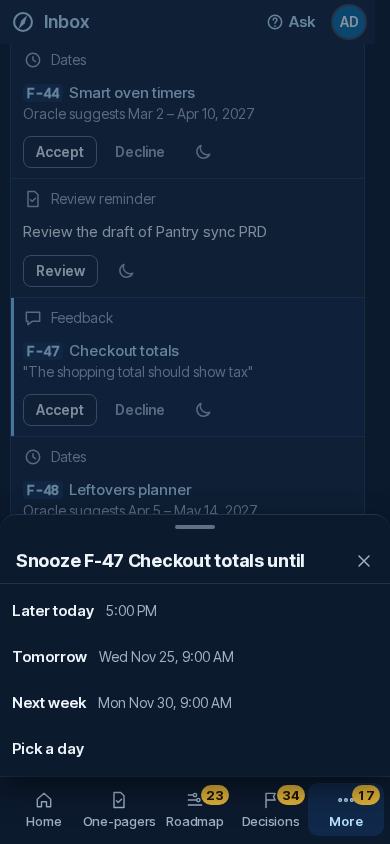 Inbox
Ask
AD
Dates
F-44 Smart oven timers
Oracle suggests Mar 2 – Apr 10, 2027
Accept Decline
Review reminder
Review the draft of Pantry sync PRD
Review
Feedback
F-47 Checkout totals
"The shopping total should show tax"
Accept Decline
Dates
F-48 Leftovers planner
Oracle suggests Apr 5 – May 14, 2027
Snooze F-47 Checkout totals until
Later today 5:00 PM
Tomorrow Wed Nov 25, 9:00 AM
Next week Mon Nov 30, 9:00 AM
Pick a day
23 34 17
Home One-pagers Roadmap Decisions More